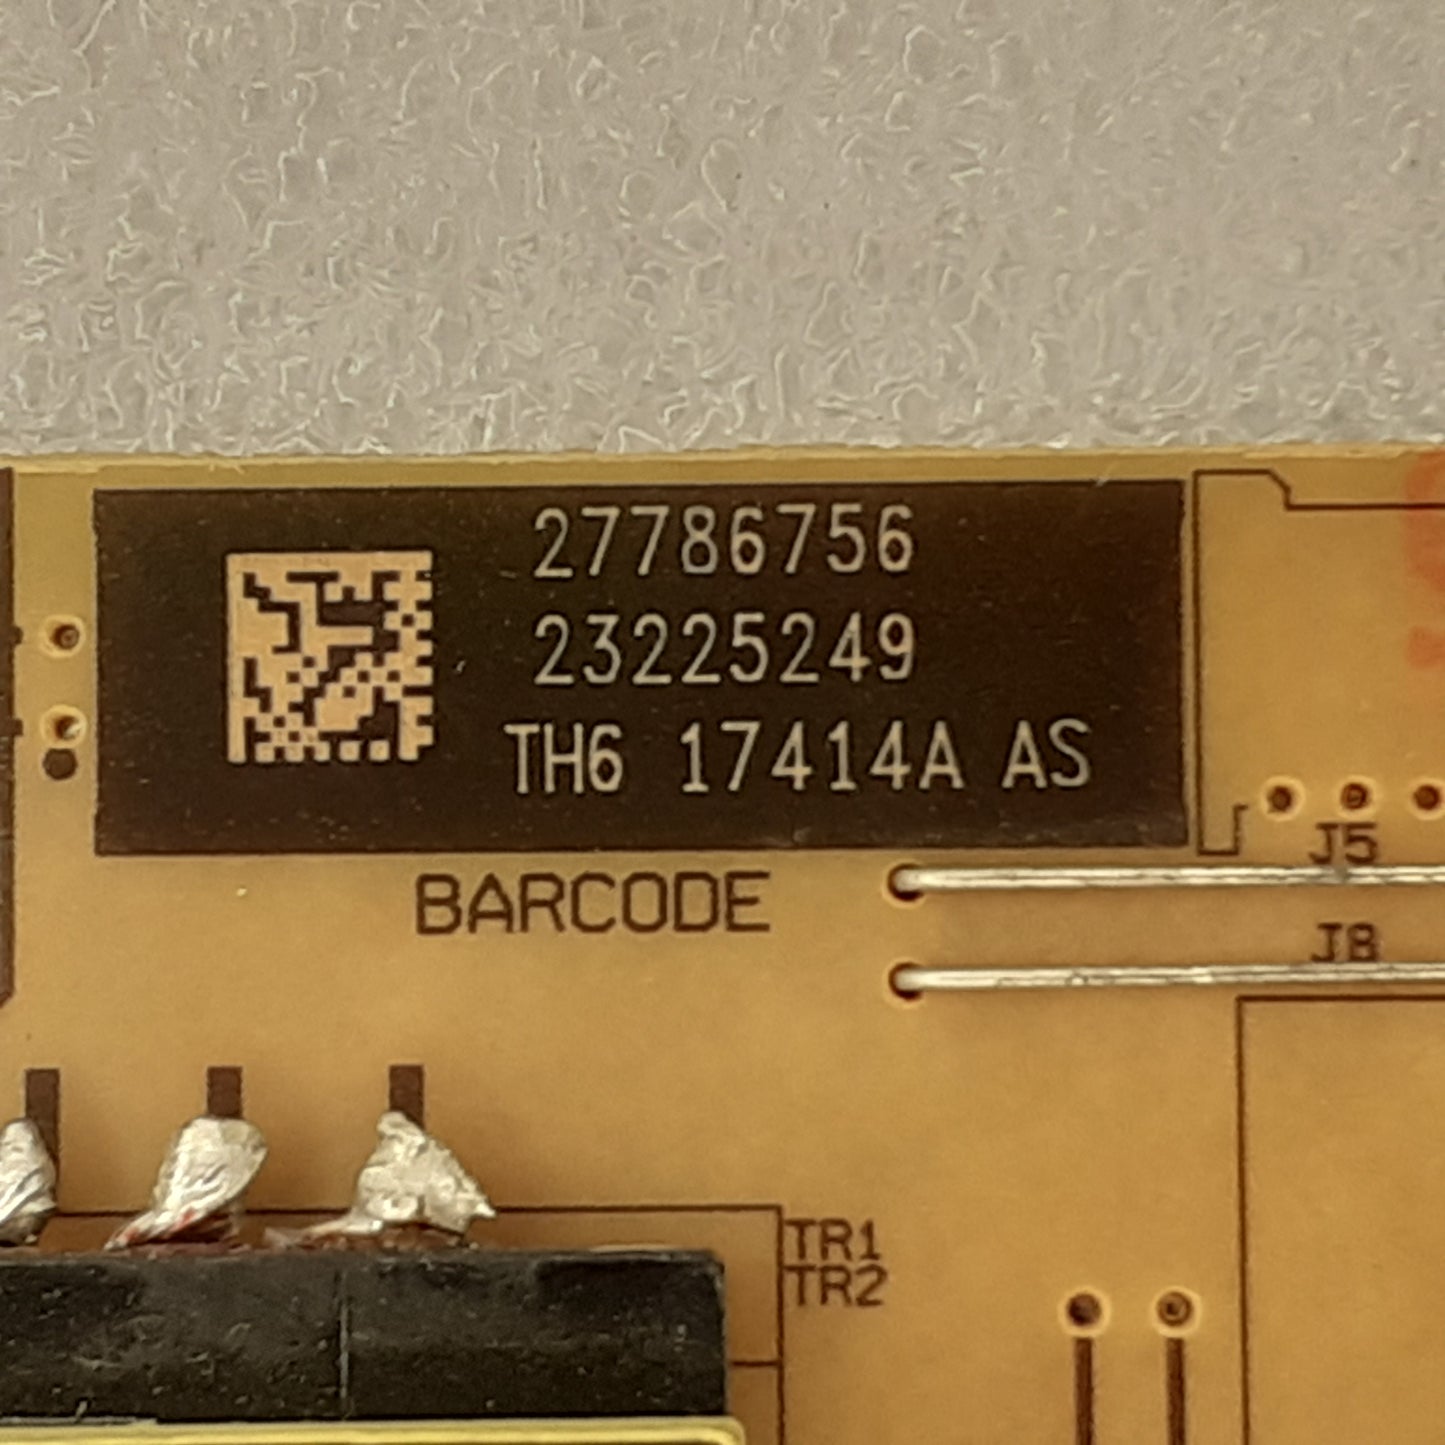 27786756
23225249
TH6 17414A AS
J5
BARCODE
J8
TR1
TR2